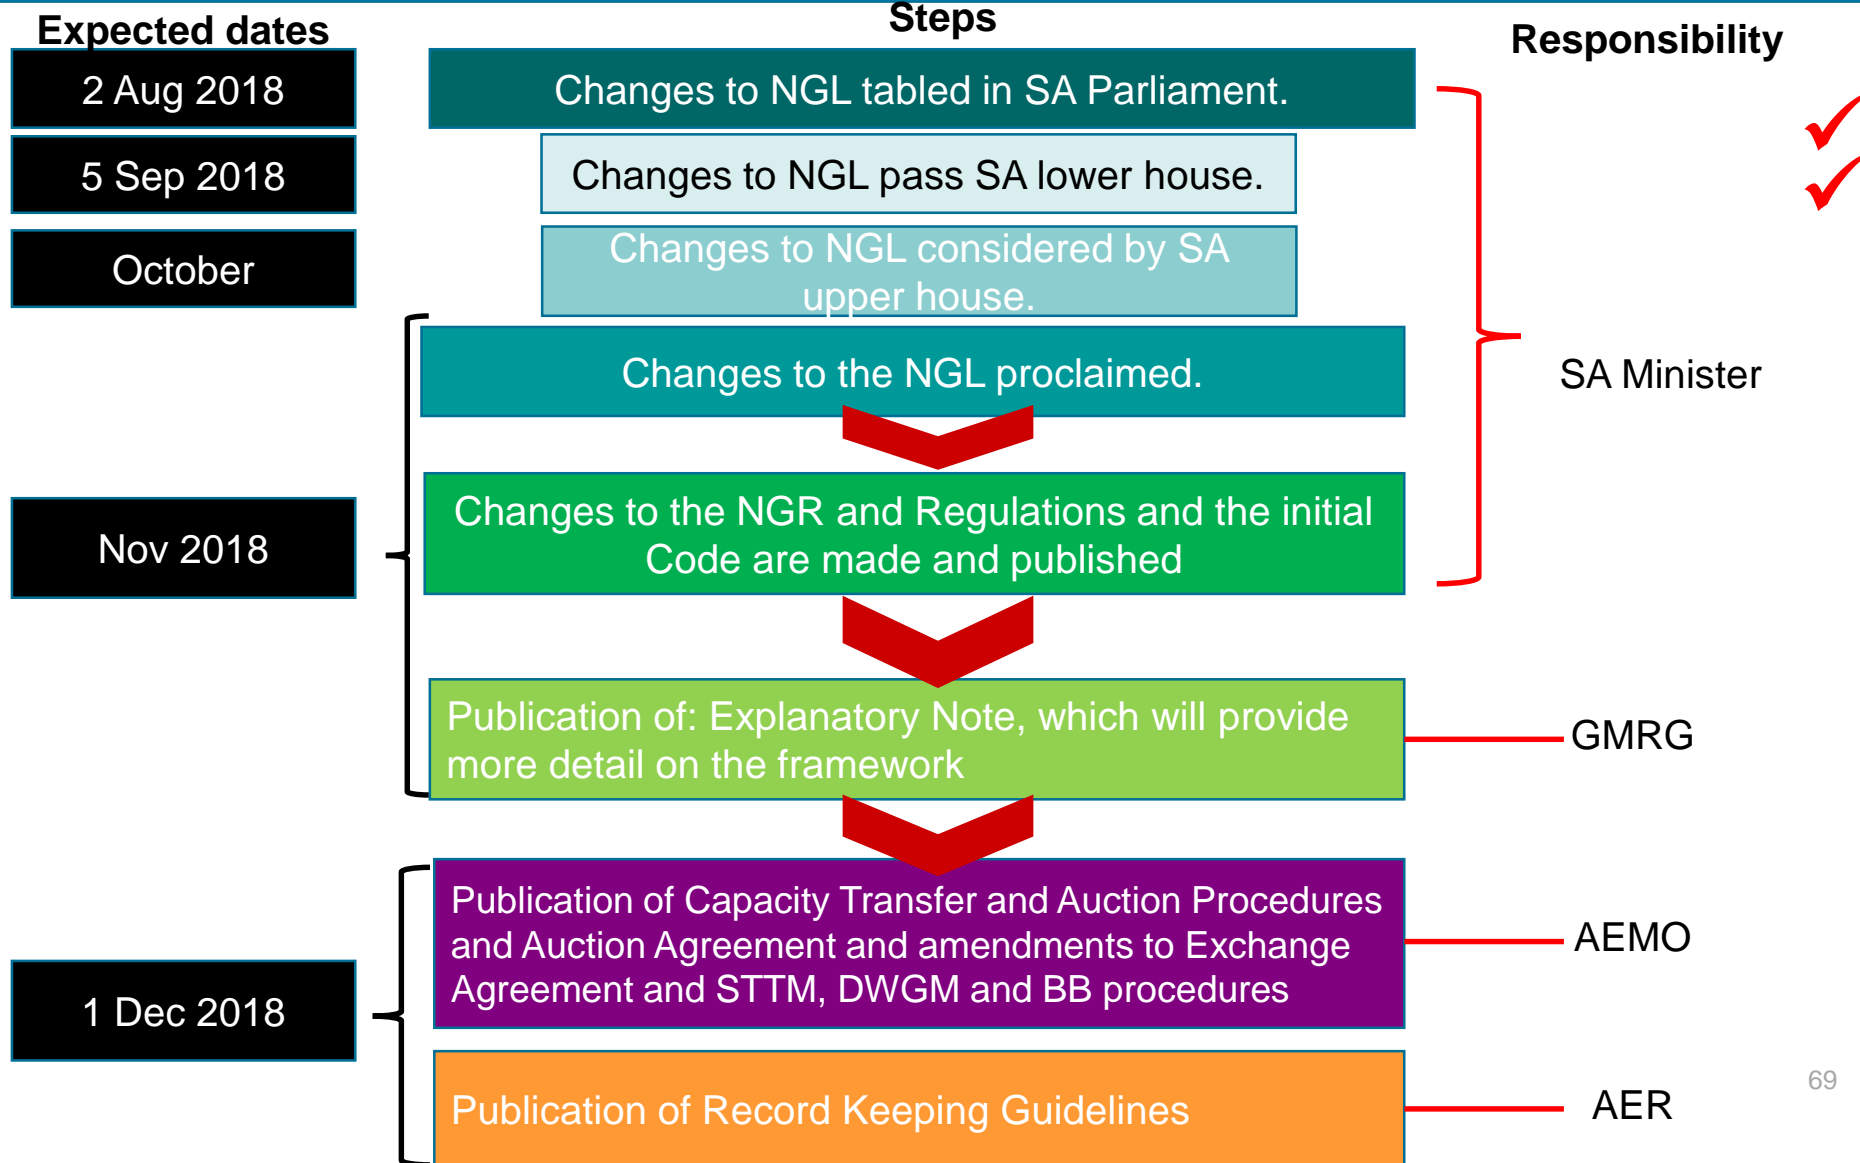 Expected dates
Steps
Responsibility
2 Aug 2018
Changes to NGL tabled in SA Parliament.
5 Sep 2018
Changes to NGL pass SA lower house.
October
Changes to NGL considered by SA
upper house.
Changes to the NGL proclaimed.
SA Minister
Nov 2018
Changes to the NGR and Regulations and the initial
Code are made and published
Publication of: Explanatory Note, which will provide
more detail on the framework
GMRG
1 Dec 2018
Publication of Capacity Transfer and Auction Procedures
and Auction Agreement and amendments to Exchange
Agreement and STTM, DWGM and BB procedures
AEMO
Publication of Record Keeping Guidelines
AER
69